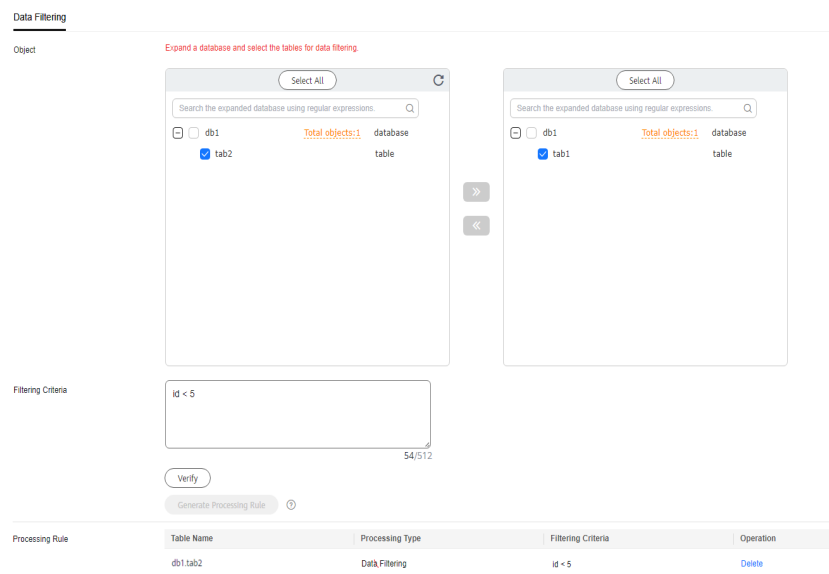 Data Filtering
Object
Expand a database and select the tables for data filtering.
Select All
Search the expanded database using regular expressions.
db1 Total objects:1 database
tab2 table
Select All
Search the expanded database using regular expressions.
db1 Total objects:1 database
tab1 table
Filtering Criteria
id < 5
54/512
Verify
Generate Processing Rule
Processing Rule
Table Name Processing Type Filtering Criteria Operation
db1.tab2 Data Filtering id < 5 Delete